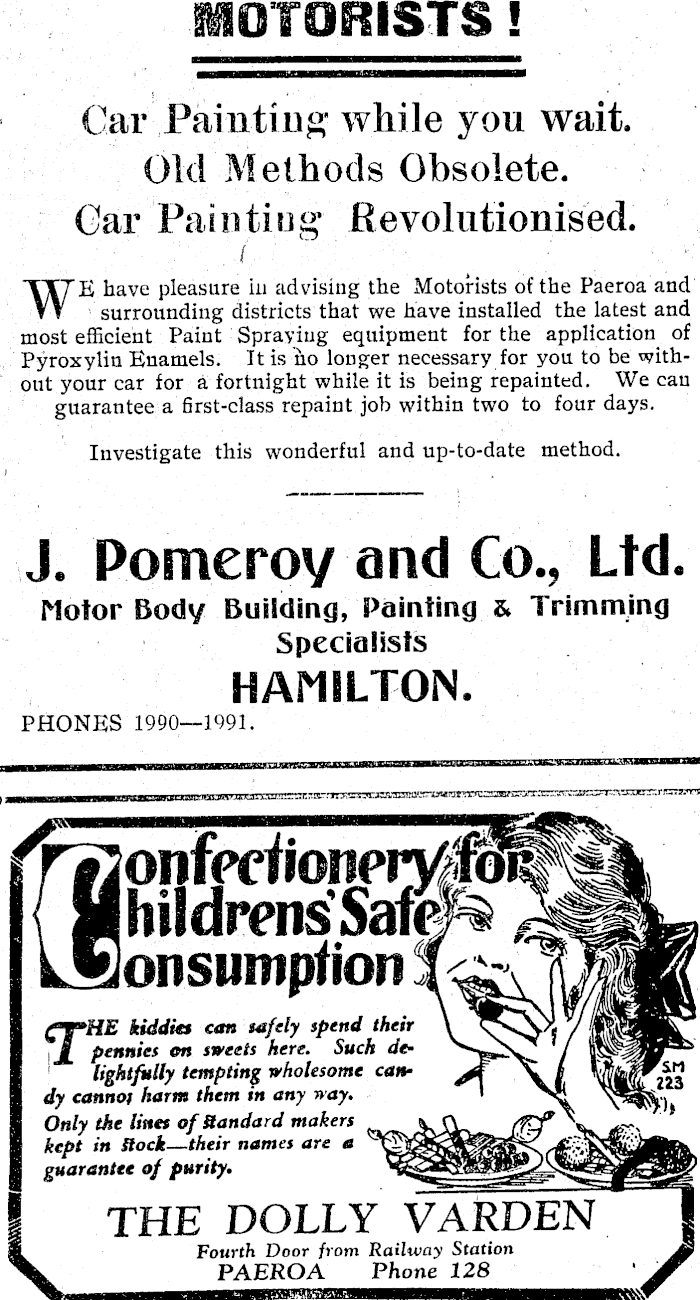 MOTORISTS!
Car Painting while you wait.
Old Methods Obsolete.
Car Painting Revolutionised.
WE have pleasure in advising the Motorists of the Paeroa and
surrounding districts that we have installed the latest and
most efficient Paint Spraying equipment for the application of
Pyroxylin Enamels. It is no longer necessary for you to be with-
out your car for a fortnight while it is being repainted. We can
guarantee a first-class repaint job within two to four days.
Investigate this wonderful and up-to-date method.
J. Pomeroy and Co., Ltd.
Motor Body Building, Painting & Trimming
Specialists
HAMILTON.
PHONES 1990—1991.
Confectionery for
Childrens' Safe
Consumption
THE kiddies can safely spend their
pennies on sweets here. Such de-
lightfully tempting wholesome can-
dy cannot harm them in any way.
Only the lines of standard makers
kept in stock—their names are a
guarantee of purity.
S.M
223
THE DOLLY VARDEN
Fourth Door from Railway Station
PAEROA Phone 128